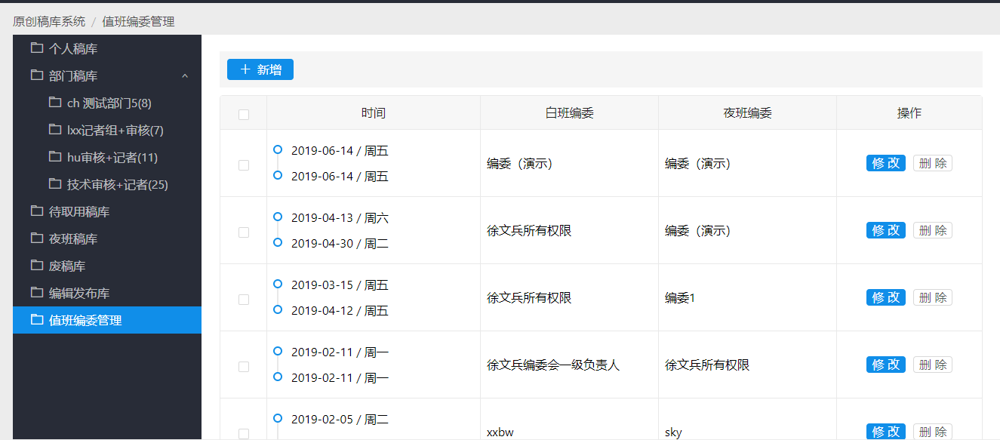 原创稿库系统 / 值班编委管理
个人稿库
部门稿库
ch 测试部门5(8)
lxx记者组+审核(7)
hu审核+记者(11)
技术审核+记者(25)
待取用稿库
夜班稿库
废稿库
编辑发布库
值班编委管理
+ 新增
时间 白班编委 夜班编委 操作
2019-06-14 / 周五
2019-06-14 / 周五
编委（演示） 编委（演示） 修 改 删 除
2019-04-13 / 周六
2019-04-30 / 周二
徐文兵所有权限 编委（演示） 修 改 删 除
2019-03-15 / 周五
2019-04-12 / 周五
徐文兵所有权限 编委1 修 改 删 除
2019-02-11 / 周一
2019-02-11 / 周一
徐文兵编委会一级负责人 徐文兵所有权限 修 改 删 除
2019-02-05 / 周二
xxbw sky 修 改 删 除